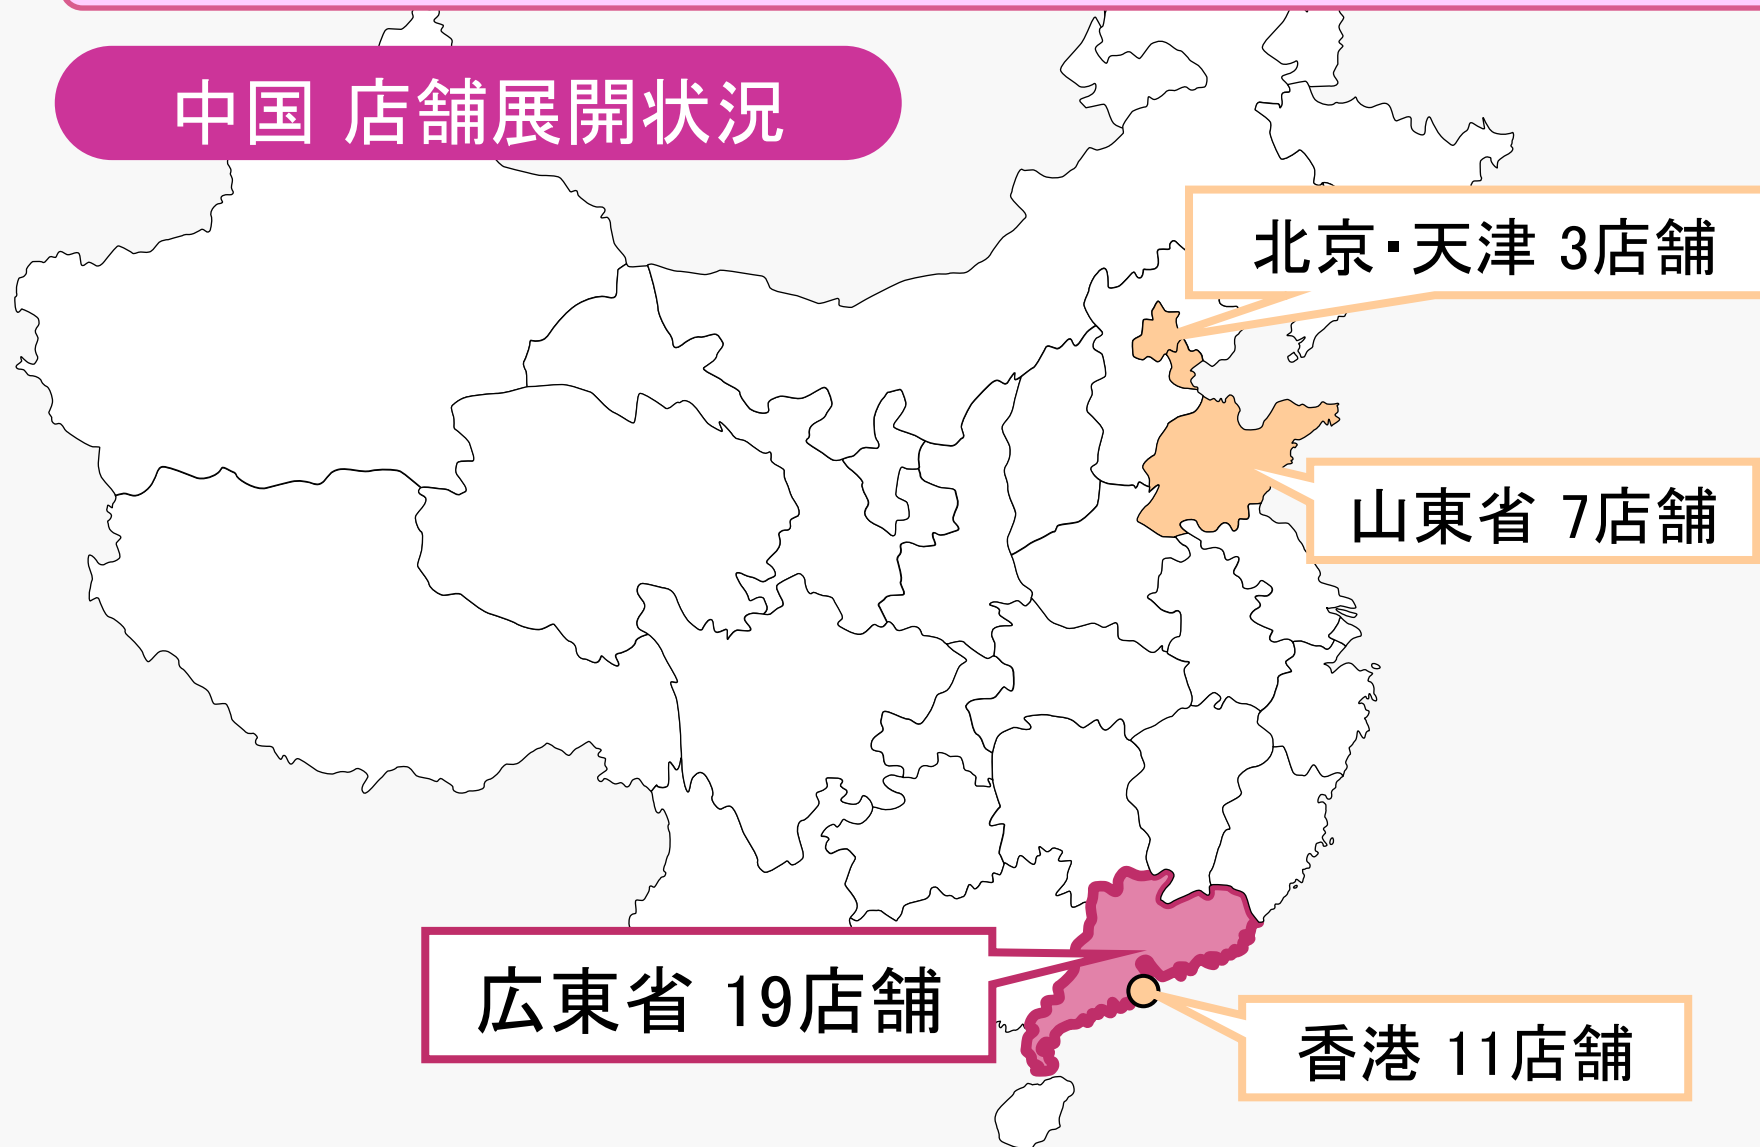 中国 店舗展開状況
北京・天津 3店舗
山東省 7店舗
広東省 19店舗
香港 11店舗